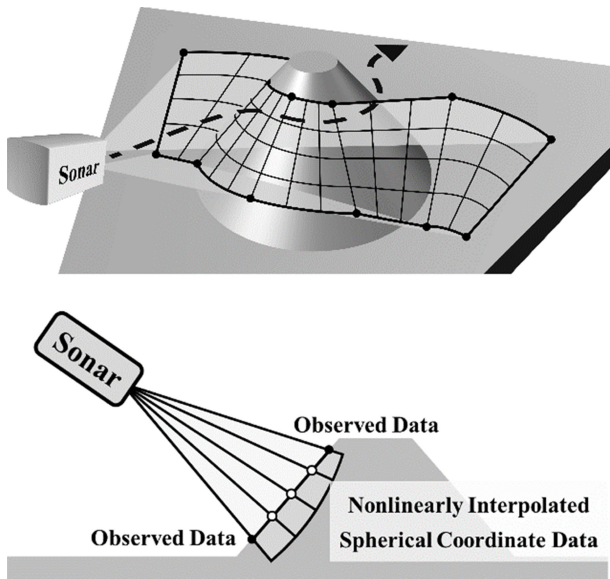 Sonar
Sonar
Observed Data
Nonlinearly Interpolated
Observed Data
Spherical Coordinate Data